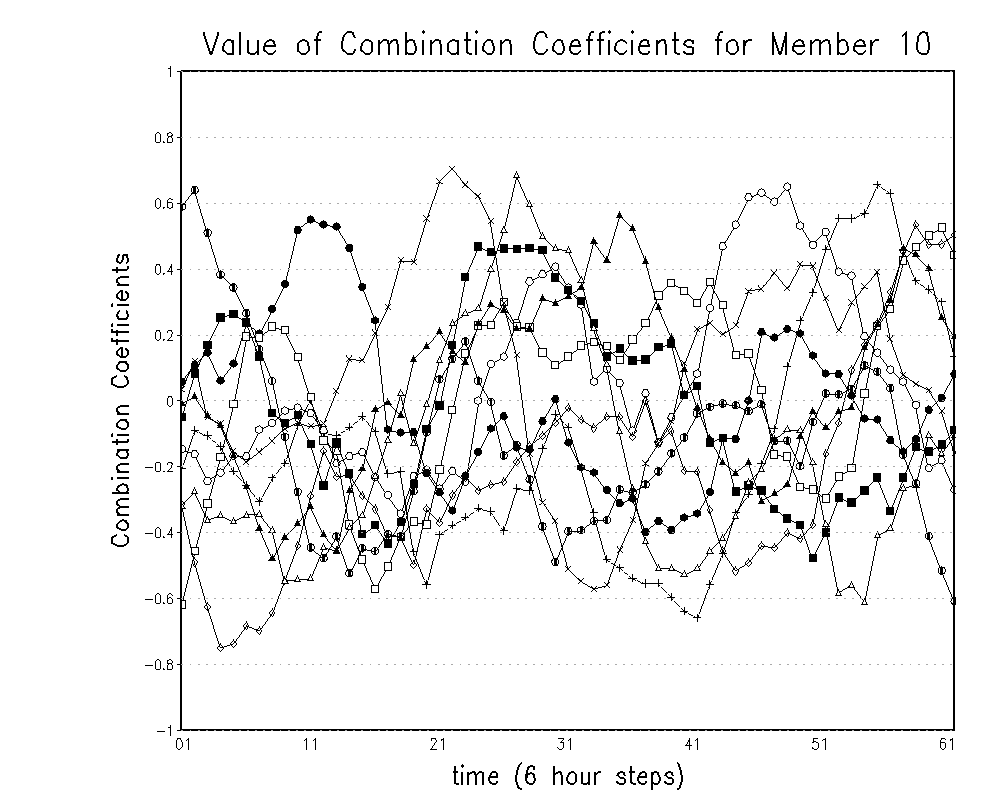 Value of Combination Coefficients for Member 10
1
0.8
0.6
0.4
0.2
0
−0.2
−0.4
−0.6
−0.8
−1
Combination Coefficients
01 11 21 31 41 51 61
time (6 hour steps)